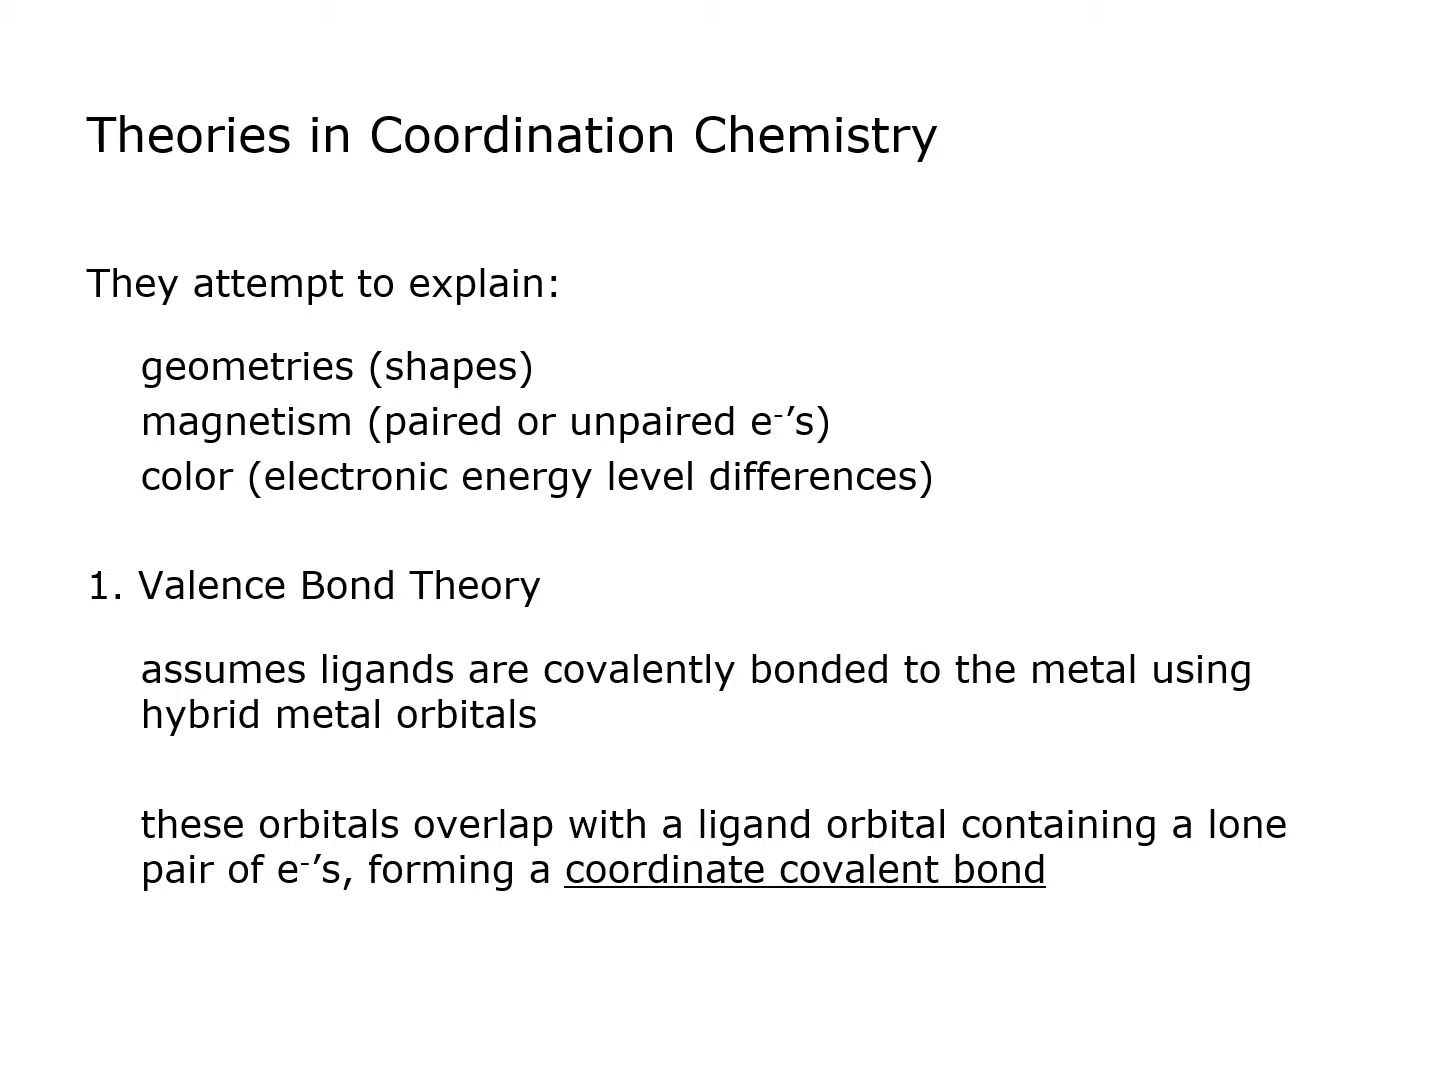 Theories in Coordination Chemistry
They attempt to explain:
geometries (shapes)
magnetism (paired or unpaired e-’s)
color (electronic energy level differences)
1. Valence Bond Theory
assumes ligands are covalently bonded to the metal using
hybrid metal orbitals
these orbitals overlap with a ligand orbital containing a lone
pair of e-’s, forming a coordinate covalent bond